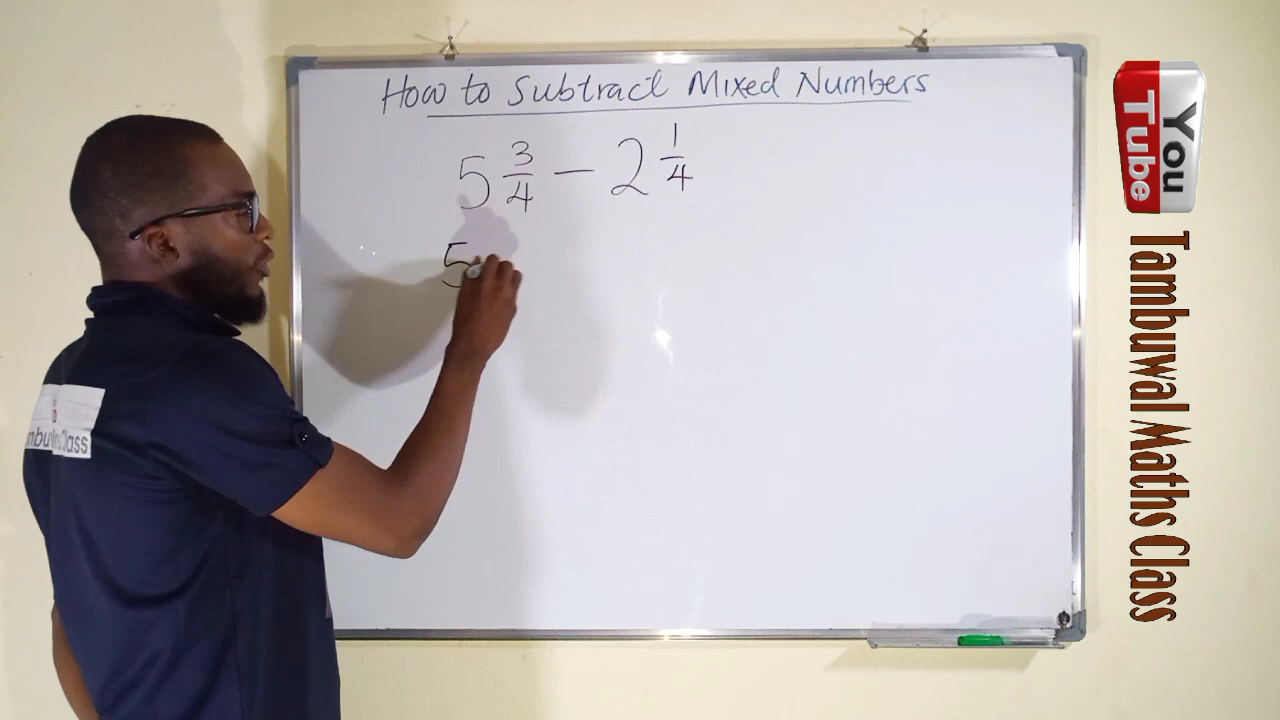 How to Subtract Mixed Numbers
5 3/4 - 2 1/4
5
You
Tube
Tambuwal Maths Class